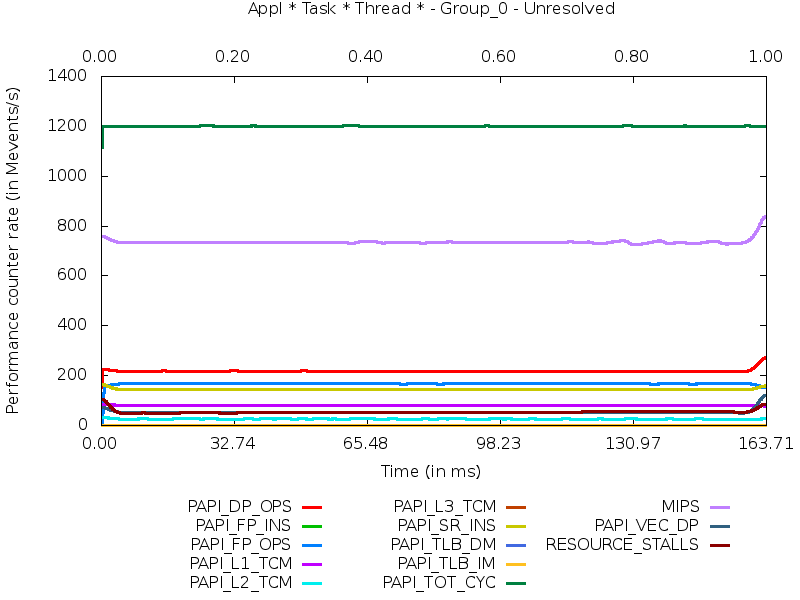 Appl * Task * Thread * - Group_0 - Unresolved
0.00 0.20 0.40 0.60 0.80 1.00
Performance counter rate (in Mevents/s)
1400
1200
1000
800
600
400
200
0
0.00 32.74 65.48 98.23 130.97 163.71
Time (in ms)
PAPI_DP_OPS PAPI_L3_TCM MIPS
PAPI_FP_INS PAPI_SR_INS PAPI_VEC_DP
PAPI_FP_OPS PAPI_TLB_DM RESOURCE_STALLS
PAPI_L1_TCM PAPI_TLB_IM
PAPI_L2_TCM PAPI_TOT_CYC